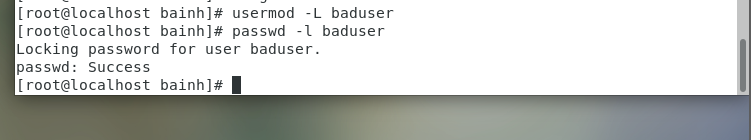 [root@localhost bainh]# usermod -L baduser
[root@localhost bainh]# passwd -l baduser
Locking password for user baduser.
passwd: Success
[root@localhost bainh]#